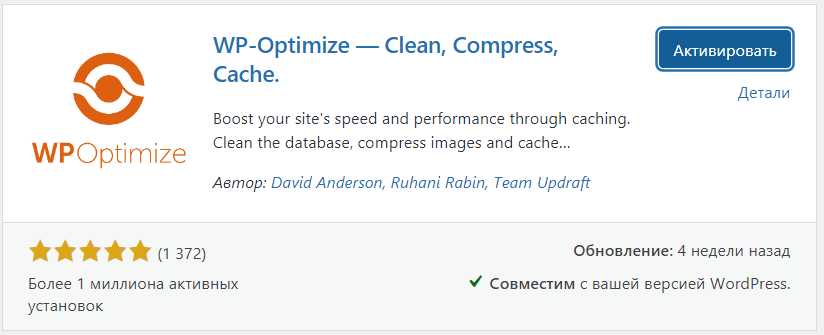 WP-Optimize — Clean, Compress,
Cache.
Активировать
Детали
Boost your site's speed and performance through caching.
Clean the database, compress images and cache...
Автор: David Anderson, Ruhani Rabin, Team Updraft
WPOptimize
(1 372)
Более 1 миллиона активных
установок
Обновление: 4 недели назад
Совместим с вашей версией WordPress.